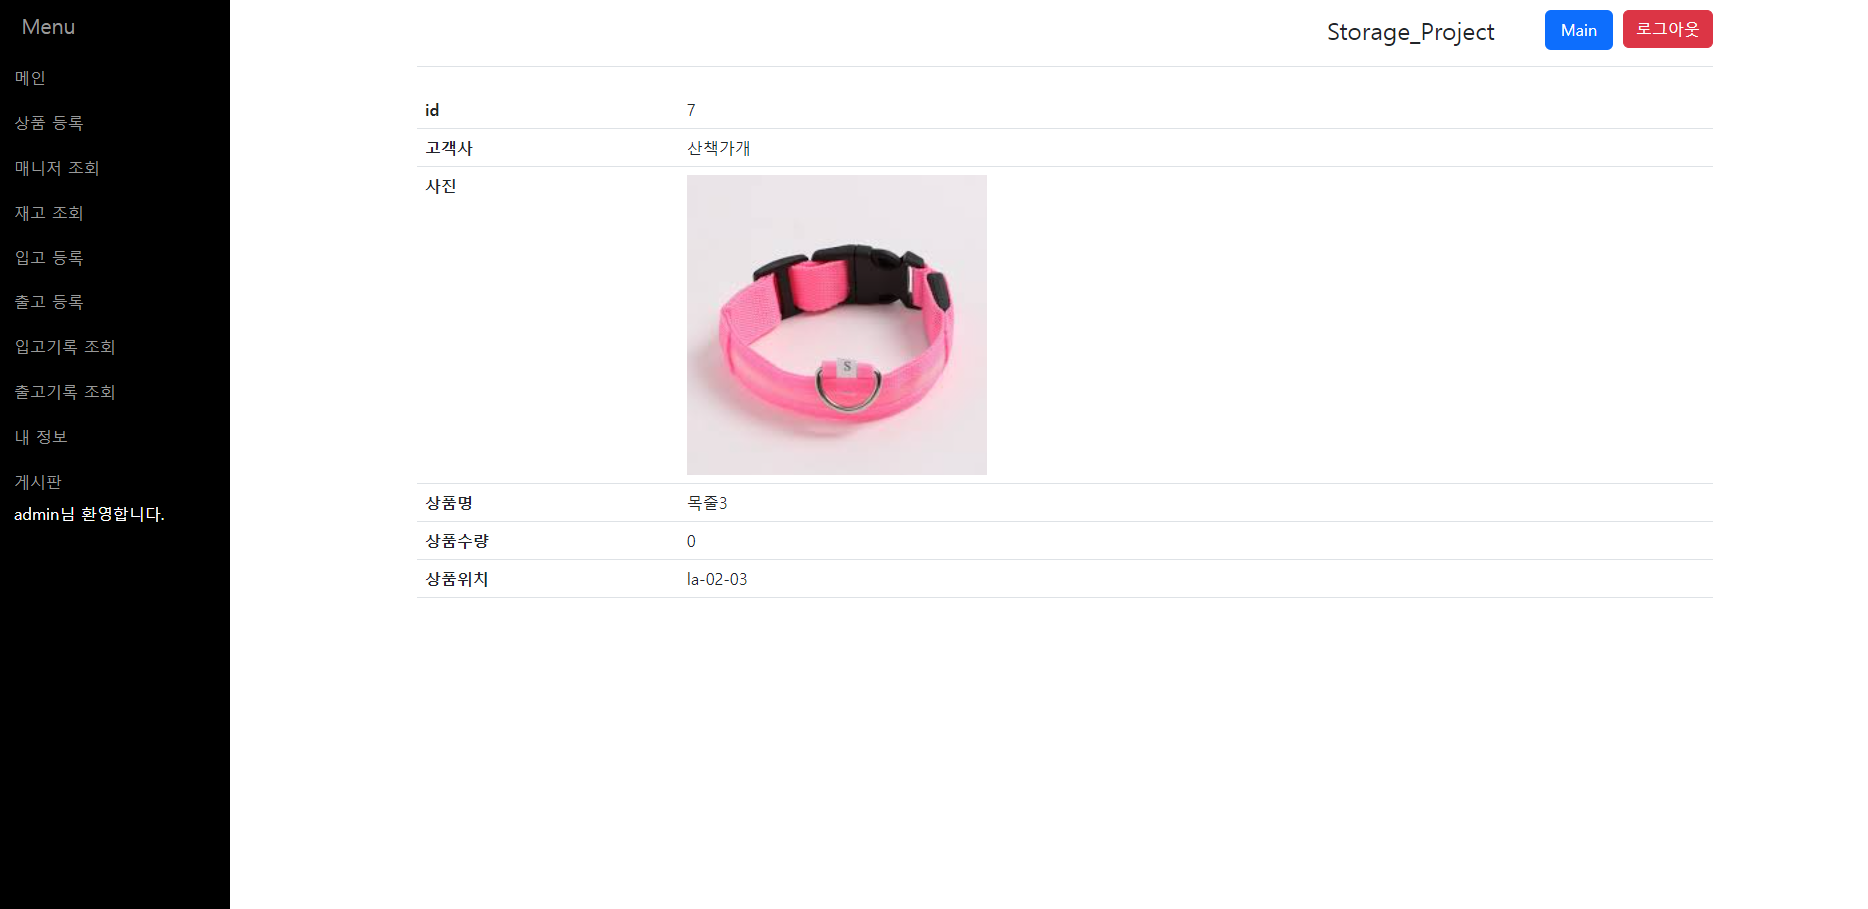 Menu
메인
상품 등록
매니저 조회
재고 조회
입고 등록
출고 등록
입고기록 조회
출고기록 조회
내 정보
게시판
admin님 환영합니다.
Storage_Project
Main
로그아웃
id 7
고객사 산책가개
사진
S
상품명 목줄3
상품수량 0
상품위치 la-02-03